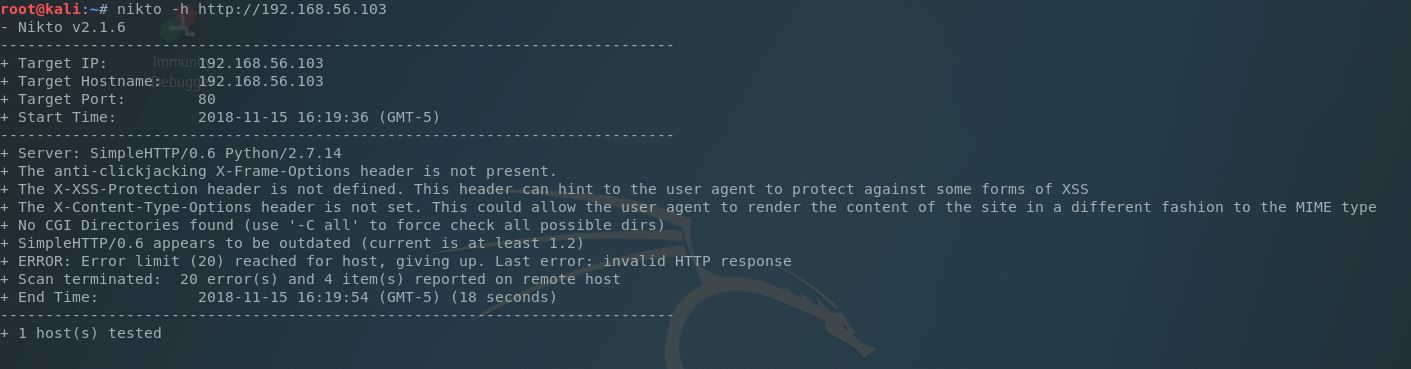 root@kali:~# nikto -h http://192.168.56.103
- Nikto v2.1.6
---------------------------------------------------------------------------
+ Target IP:          192.168.56.103
+ Target Hostname:    192.168.56.103
+ Target Port:        80
+ Start Time:         2018-11-15 16:19:36 (GMT-5)
---------------------------------------------------------------------------
+ Server: SimpleHTTP/0.6 Python/2.7.14
+ The anti-clickjacking X-Frame-Options header is not present.
+ The X-XSS-Protection header is not defined. This header can hint to the user agent to protect against some forms of XSS
+ The X-Content-Type-Options header is not set. This could allow the user agent to render the content of the site in a different fashion to the MIME type
+ No CGI Directories found (use '-C all' to force check all possible dirs)
+ SimpleHTTP/0.6 appears to be outdated (current is at least 1.2)
+ ERROR: Error limit (20) reached for host, giving up. Last error: invalid HTTP response
+ Scan terminated:  20 error(s) and 4 item(s) reported on remote host
+ End Time:           2018-11-15 16:19:54 (GMT-5) (18 seconds)
---------------------------------------------------------------------------
+ 1 host(s) tested